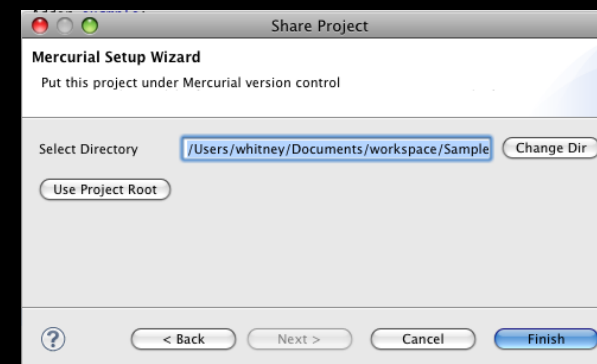 Share Project
Mercurial Setup Wizard
Put this project under Mercurial version control
Select Directory /Users/whitney/Documents/workspace/Sample Change Dir
Use Project Root
? < Back Next > Cancel Finish